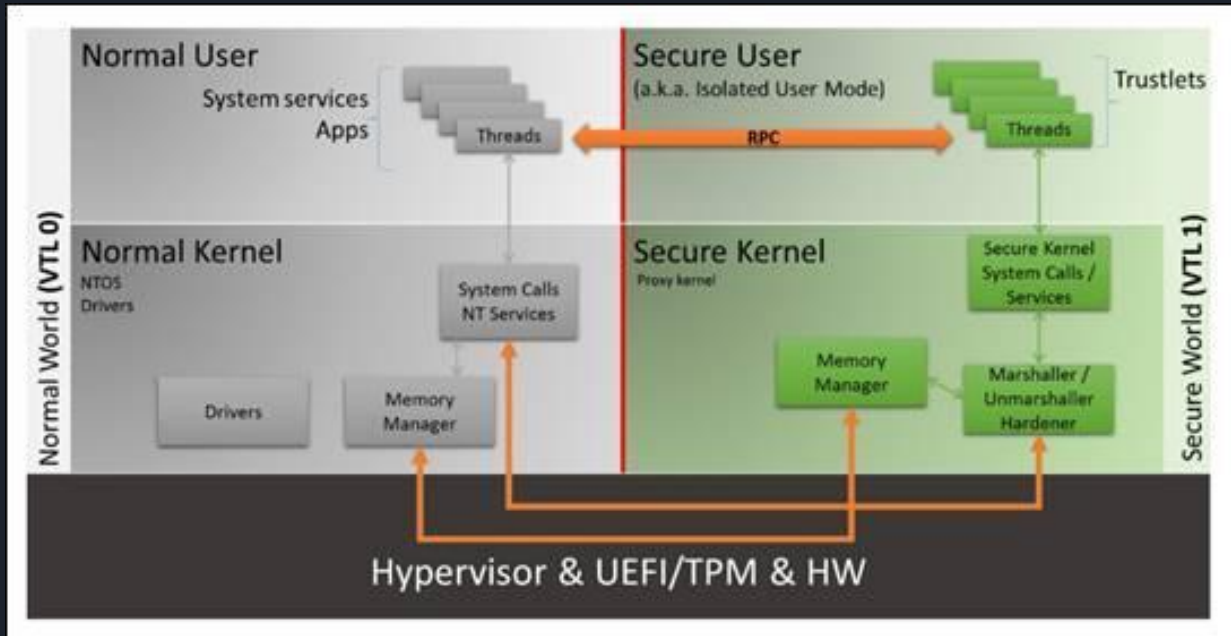 Normal User
System services
Apps
Threads
Secure User
(a.k.a. Isolated User Mode)
Trustlets
Threads
RPC
Normal World (VTL 0)
Normal Kernel
NTOS
Drivers
System Calls
NT Services
Drivers
Memory
Manager
Secure Kernel
Proxy kernel
Secure Kernel
System Calls /
Services
Memory
Manager
Marshaller /
Unmarshaller
Hardener
Secure World (VTL 1)
Hypervisor & UEFI/TPM & HW